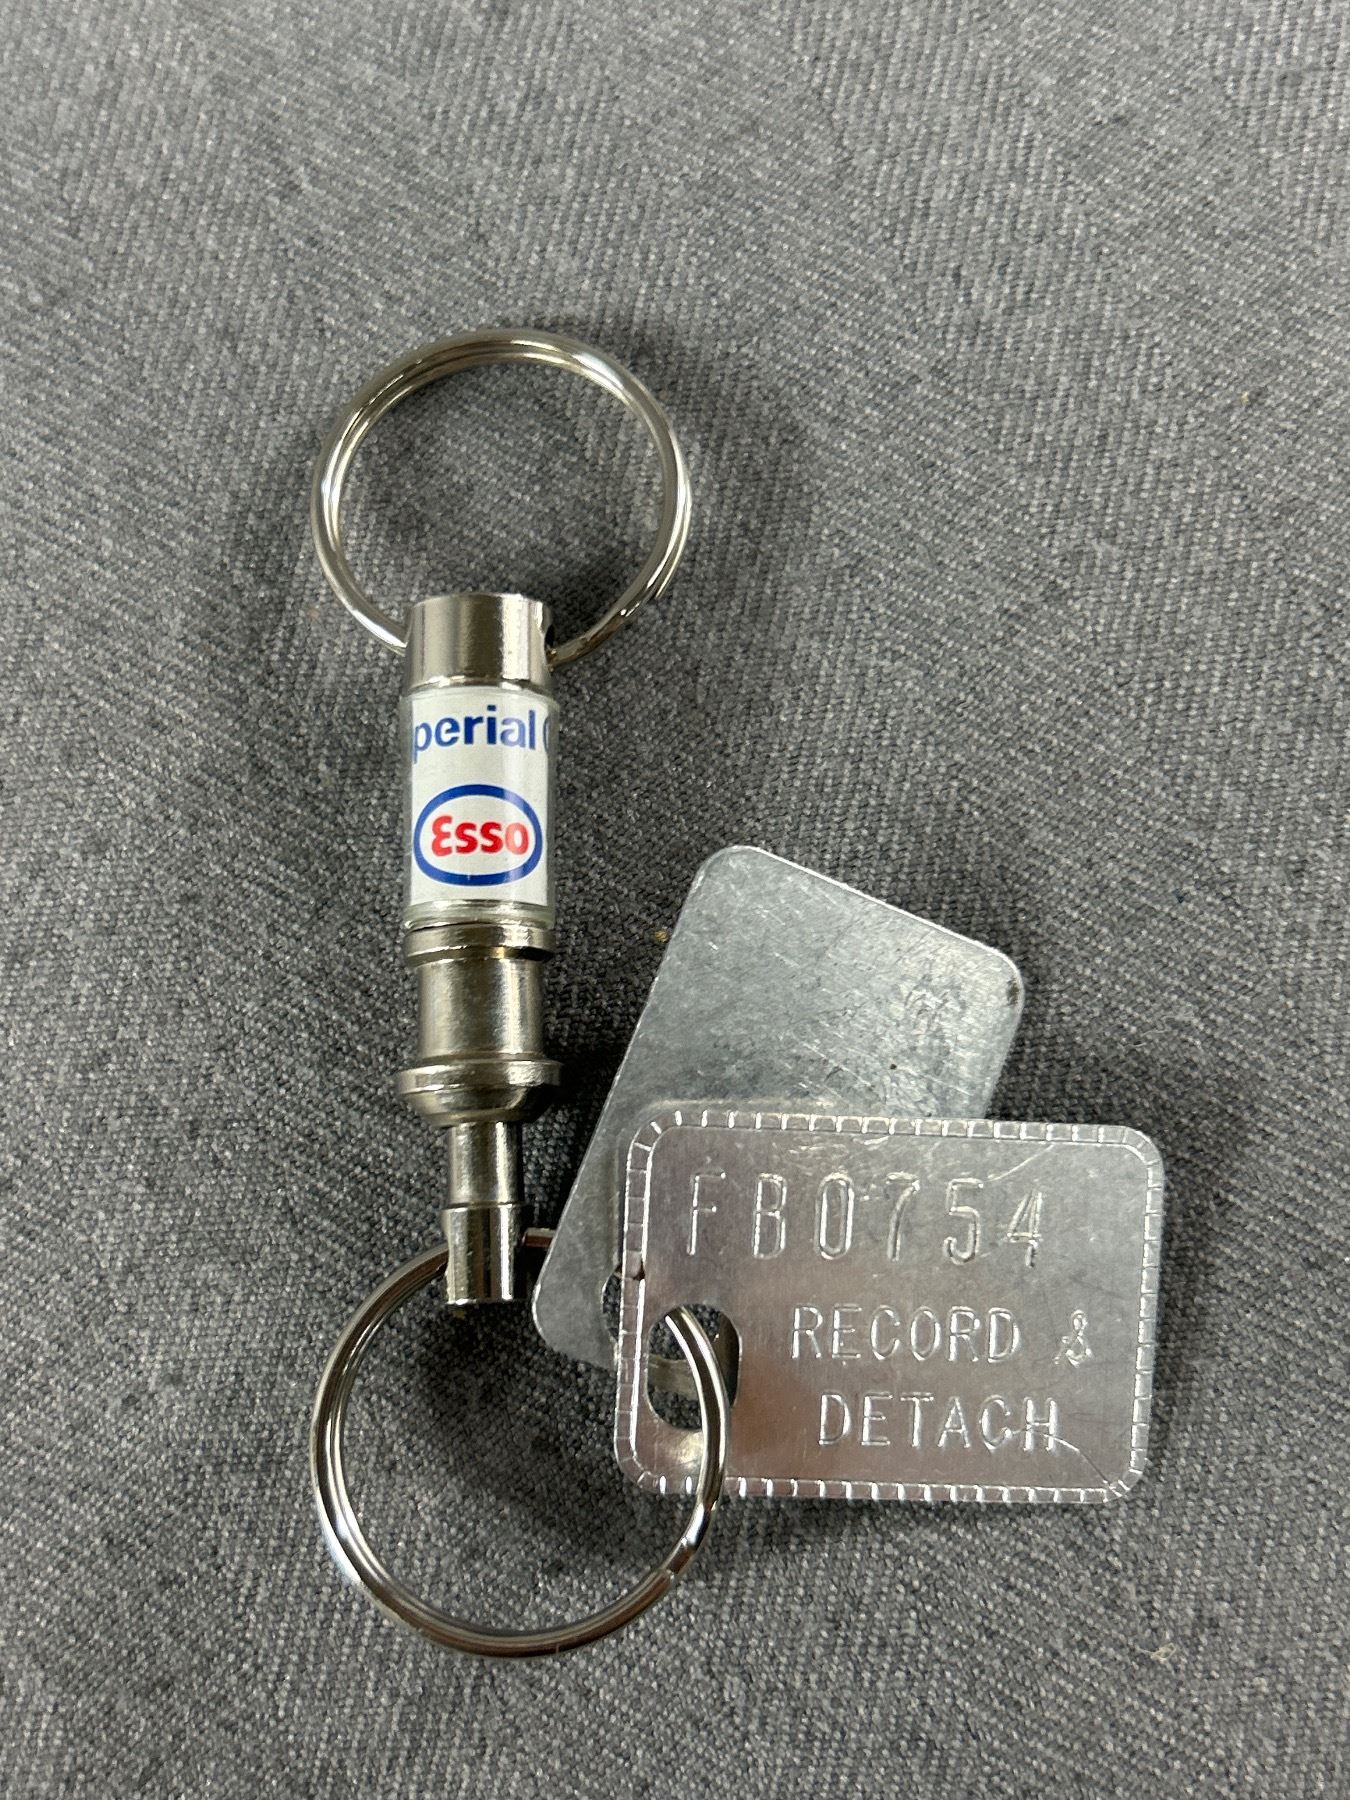 perial
Esso
FB0754
RECORD &
DETACH